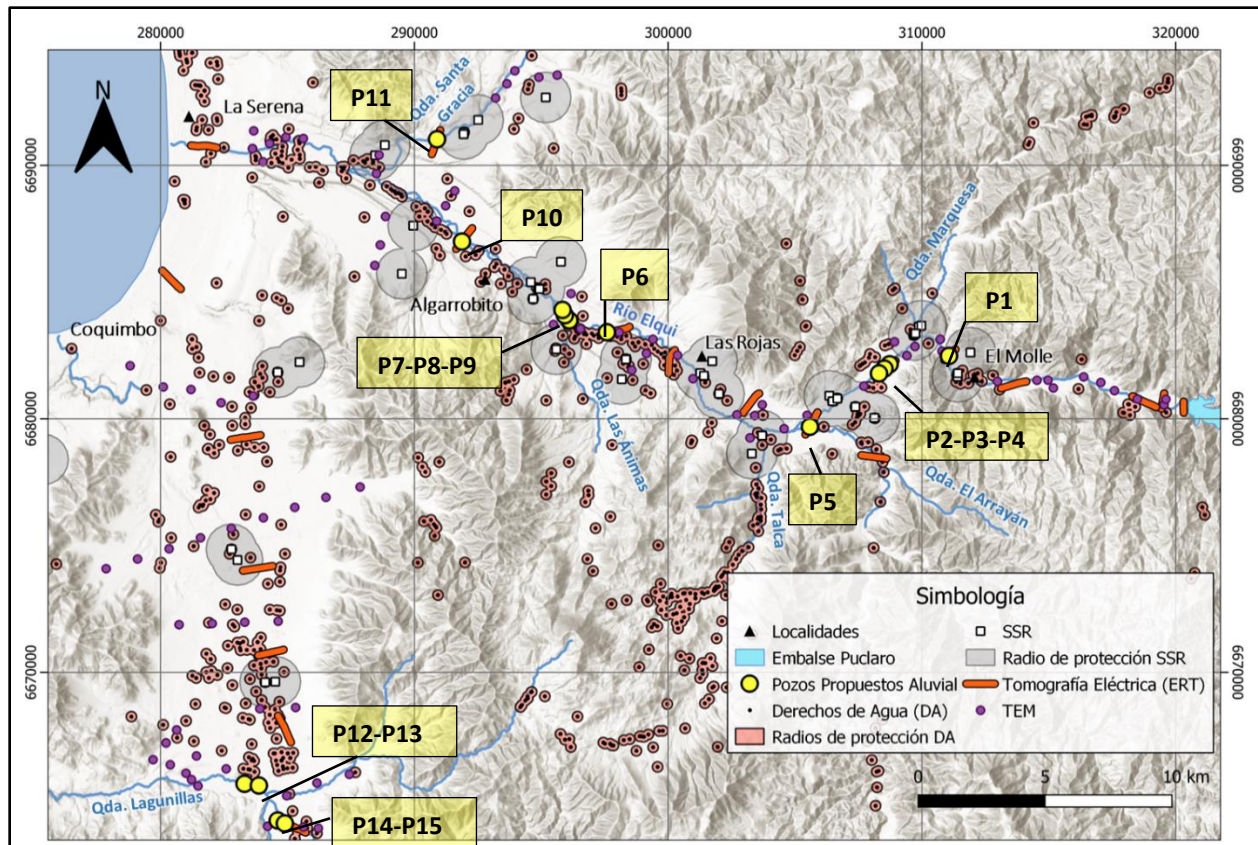 280000
290000
300000
310000
320000
N
La Serena
Qda. Santa
Gracia
P11
6690000
6690000
P10
Qda. Marquesa
P6
P1
Algarrobito
Río Elqui
Coquimbo
Las Rojas
El Molle
P7-P8-P9
6680000
6680000
P2-P3-P4
Qda. Las Ánimas
P5
Qda. El Arrayán
Qda. Talca
Simbología
Localidades
SSR
Embalse Puclaro
Radio de protección SSR
Pozos Propuestos Aluvial
Tomografía Eléctrica (ERT)
Derechos de Agua (DA)
TEM
Radios de protección DA
6670000
6670000
P12-P13
0
5
10 km
Qda. Lagunillas
P14-P15